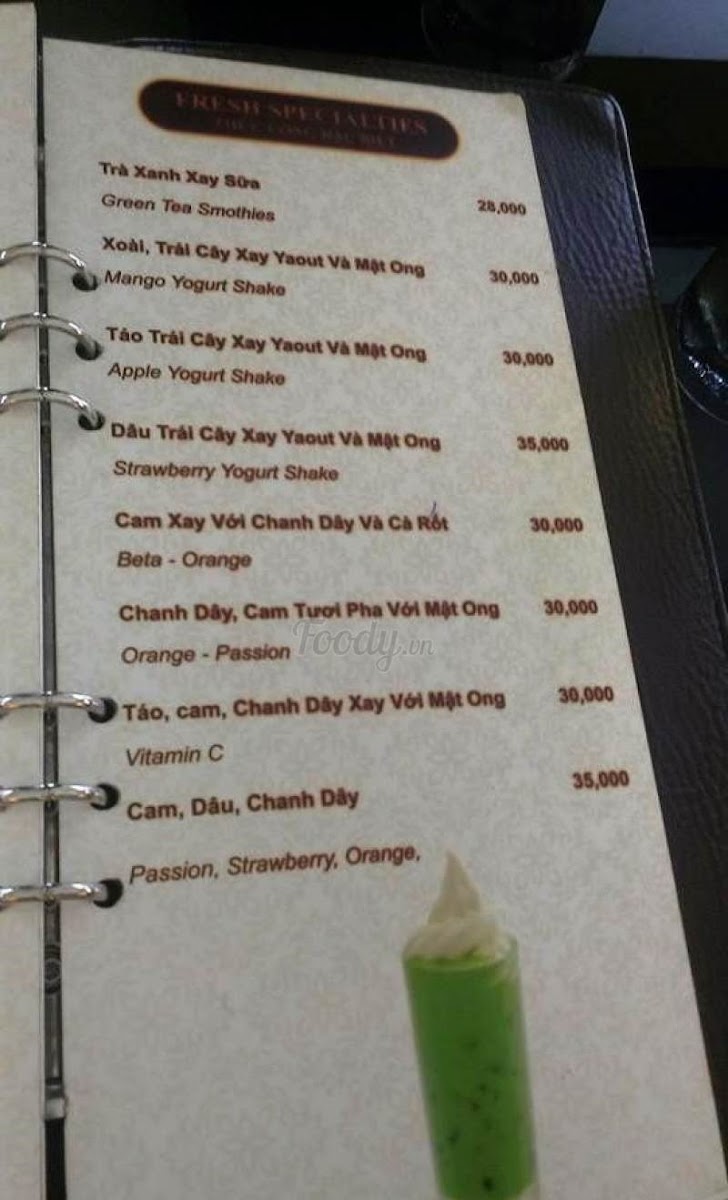 FRESH SPECIALTIES
Trà Xanh Xay Sữa
Green Tea Smothies
28,000
Xoài, Trải Cây Xay Yaout Và Mật Ong
Mango Yogurt Shake
30,000
Táo Trái Cây Xay Yaout Và Mật Ong
Apple Yogurt Shake
30,000
Dâu Trái Cây Xay Yaout Và Mật Ong
Strawberry Yogurt Shake
35,000
Cam Xay Với Chanh Dây Và Cà Rốt
Beta - Orange
30,000
Chanh Dây, Cam Tươi Pha Với Mật Ong
Orange - Passion
30,000
Foody.vn
Táo, cam, Chanh Dây Xay Với Mật Ong
Vitamin C
30,000
Cam, Dâu, Chanh Dây
35,000
Passion, Strawberry, Orange,